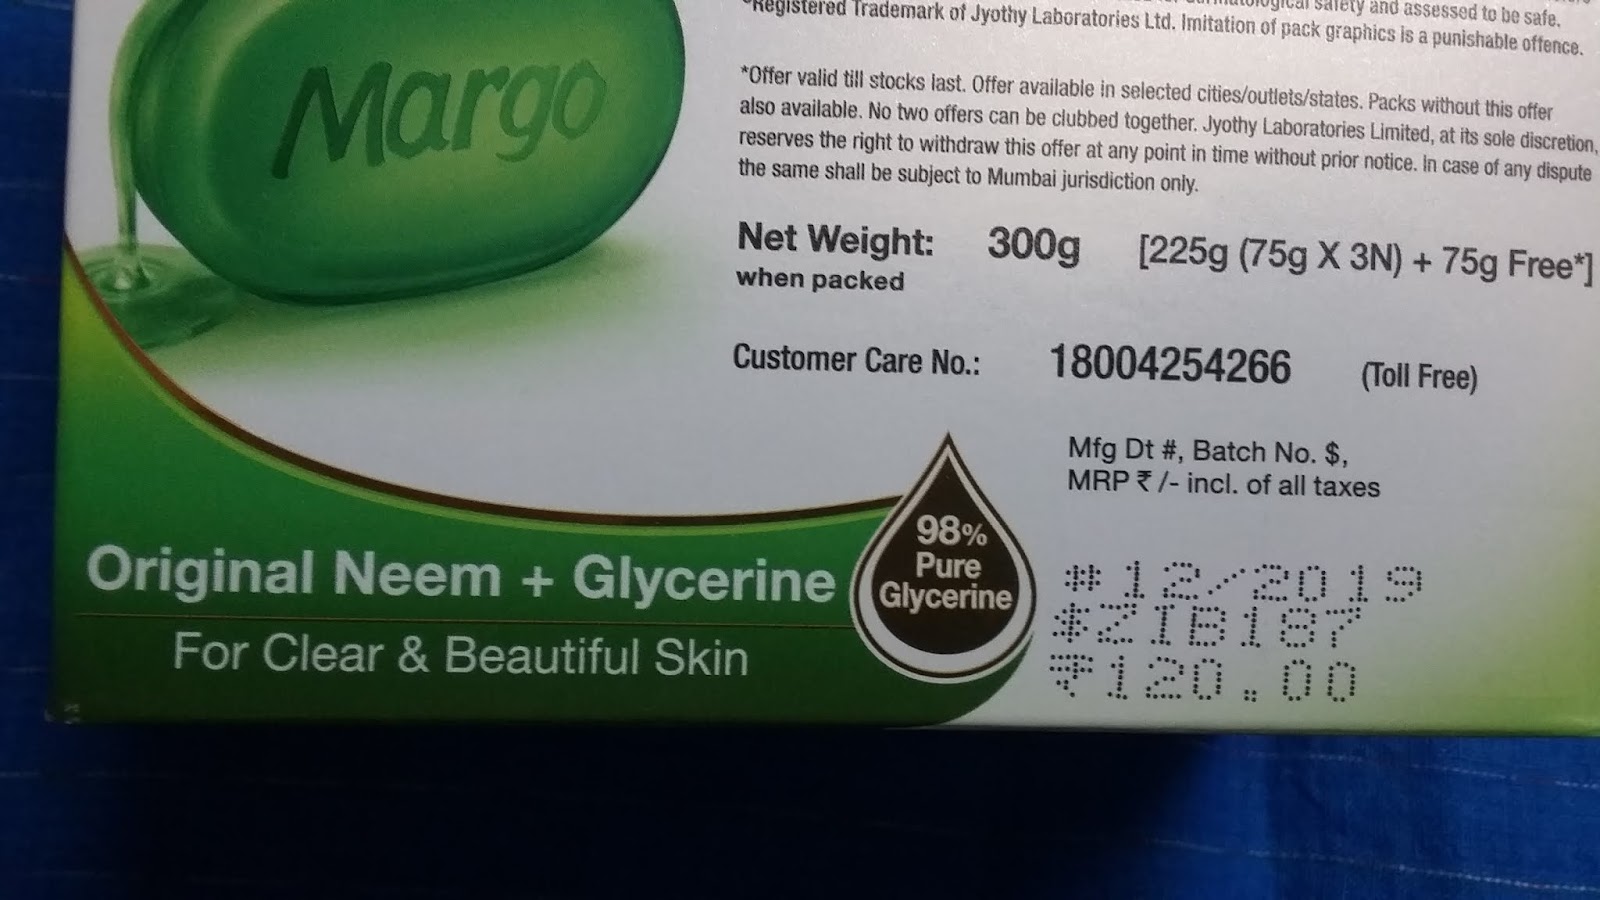 Margo
safety and assessed to be safe.
Registered Trademark of Jyothy Laboratories Ltd. Imitation of pack graphics is a punishable offence.
*Offer valid till stocks last. Offer available in selected cities/outlets/states. Packs without this offer
also available. No two offers can be clubbed together. Jyothy Laboratories Limited, at its sole discretion,
reserves the right to withdraw this offer at any point in time without prior notice. In case of any dispute
the same shall be subject to Mumbai jurisdiction only.
Net Weight: 300g [225g (75g X 3N) + 75g Free*]
when packed
Customer Care No.: 18004254266 (Toll Free)
Mfg Dt #, Batch No. $,
MRP ₹ /- incl. of all taxes
98%
Pure
Glycerine
Original Neem + Glycerine
For Clear & Beautiful Skin
#12/2019
$ZIB187
₹120.00